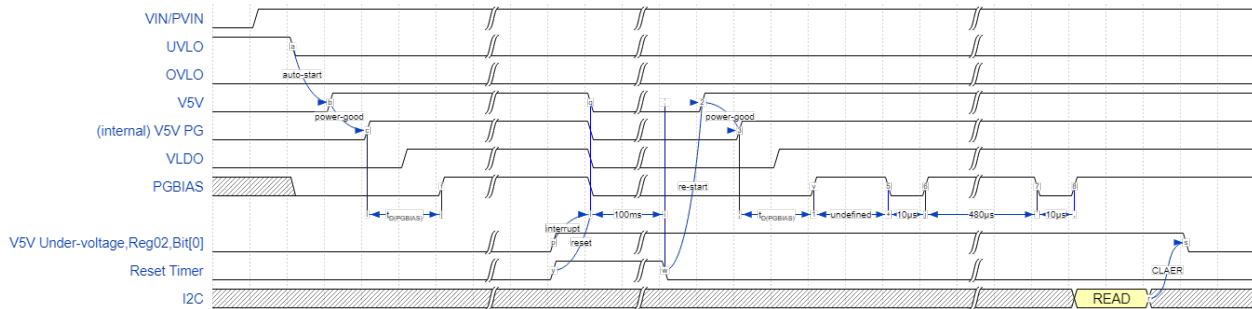 VIN/PVIN
UVLO
a
auto-start
OVLO
V5V
b
q
z
power-good
power-good
(internal) V5V PG
c
VLDO
PGBIAS
re-start
tD(PGBIAS)
100ms
tD(PGBIAS)
undefined
10µs
480µs
10µs
interrupt
V5V Under-voltage,Reg02,Bit[0]
p
reset
s
Reset Timer
y
w
CLAER
I2C
READ